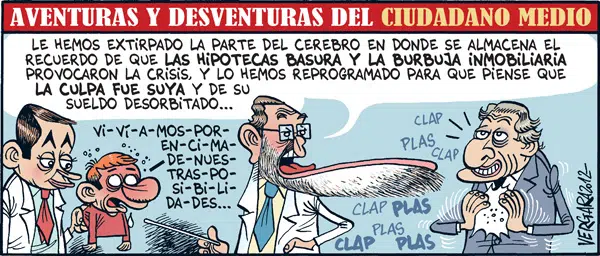 AVENTURAS Y DESVENTURAS DEL CIUDADANO MEDIO
LE HEMOS EXTIRPADO LA PARTE DEL CEREBRO EN DONDE SE ALMACENA EL
RECUERDO DE QUE LAS HIPOTECAS BASURA Y LA BURBUJA INMOBILIARIA
PROVOCARON LA CRISIS, Y LO HEMOS REPROGRAMADO PARA QUE PIENSE QUE
LA CULPA FUE SUYA Y DE SU
SUELDO DESORBITADO...
VI-VÍ-A-MOS-POR-
EN-CI-MA-
DE-NUES-
TRAS-PO-
SI-BI-LI-
DA-DES...
CLAP
PLAS
CLAP
CLAP PLAS
PLAS
CLAP PLAS
VERGARA 2012